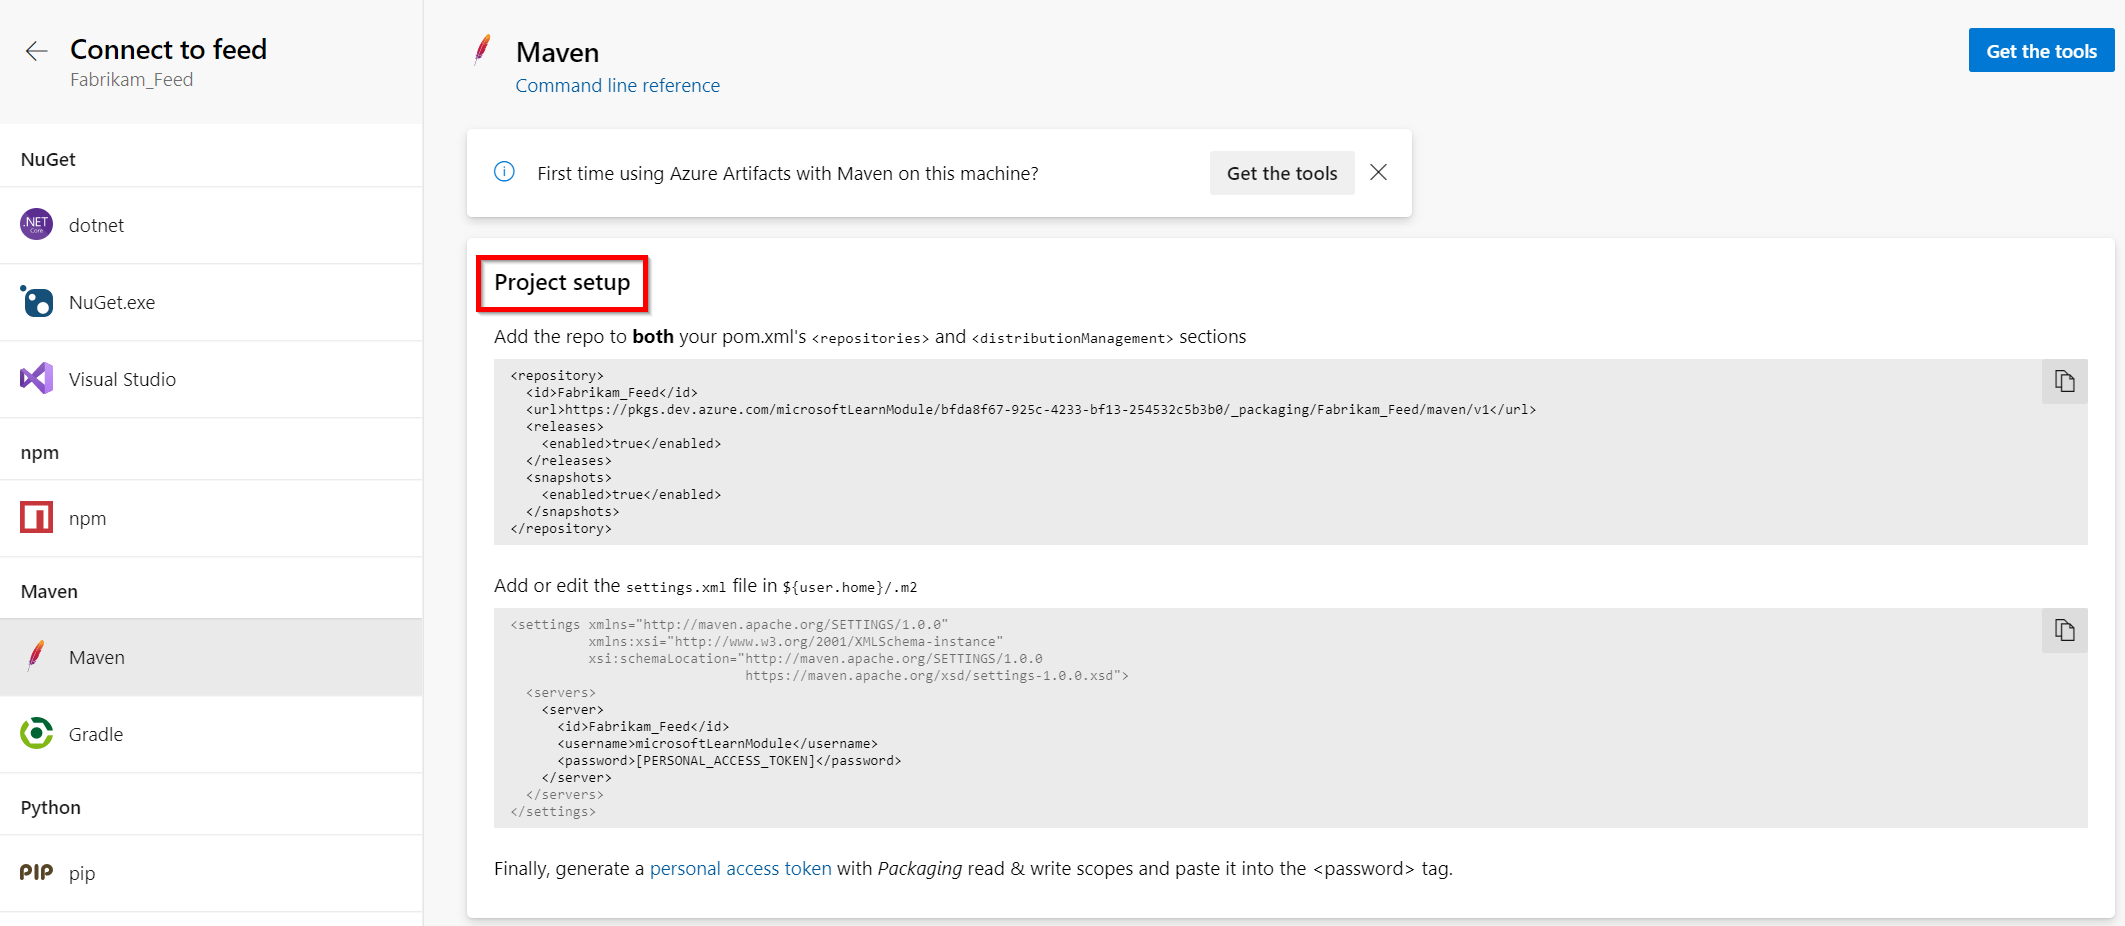 Connect to feed
Fabrikam_Feed
NuGet
.NET
Core
dotnet
NuGet.exe
Visual Studio
npm
npm
Maven
Maven
Gradle
Python
PIP
pip
Maven
Command line reference
Get the tools
First time using Azure Artifacts with Maven on this machine?
Get the tools
Project setup
Add the repo to both your pom.xml's <repositories> and <distributionManagement> sections
<repository>
  <id>Fabrikam_Feed</id>
  <url>https://pkgs.dev.azure.com/microsoftLearnModule/bfda8f67-925c-4233-bf13-254532c5b3b0/_packaging/Fabrikam_Feed/maven/v1</url>
  <releases>
    <enabled>true</enabled>
  </releases>
  <snapshots>
    <enabled>true</enabled>
  </snapshots>
</repository>
Add or edit the settings.xml file in ${user.home}/.m2
<settings xmlns="http://maven.apache.org/SETTINGS/1.0.0"
          xmlns:xsi="http://www.w3.org/2001/XMLSchema-instance"
          xsi:schemaLocation="http://maven.apache.org/SETTINGS/1.0.0
                              https://maven.apache.org/xsd/settings-1.0.0.xsd">
  <servers>
    <server>
      <id>Fabrikam_Feed</id>
      <username>microsoftLearnModule</username>
      <password>[PERSONAL_ACCESS_TOKEN]</password>
    </server>
  </servers>
</settings>
Finally, generate a personal access token with Packaging read & write scopes and paste it into the <password> tag.